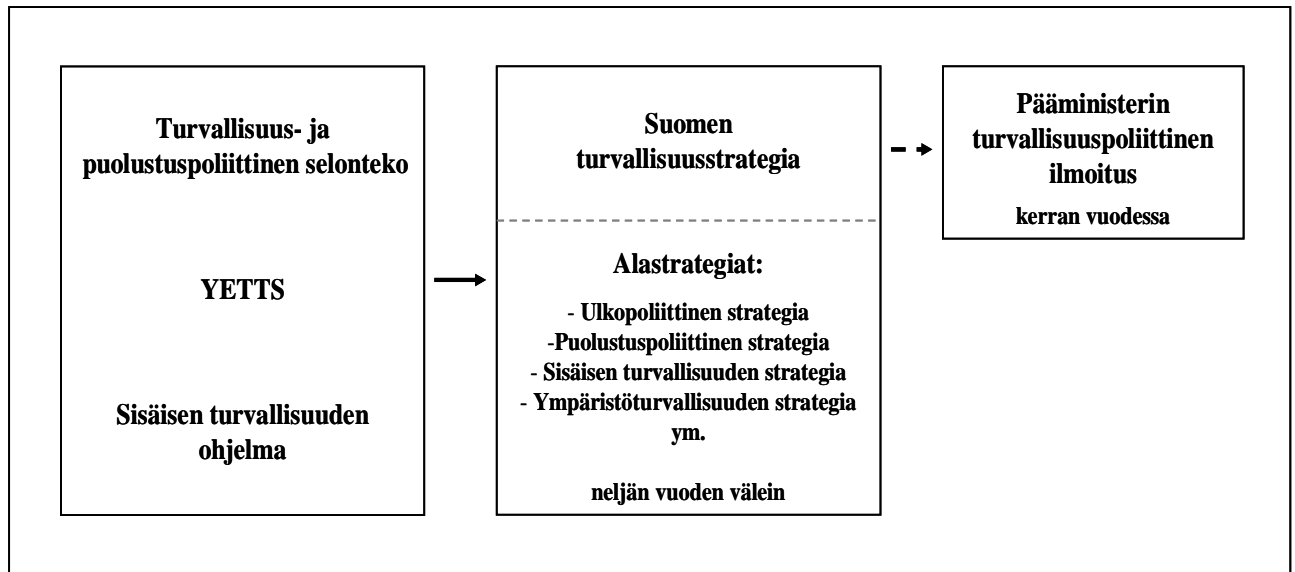 Turvallisuus- ja
puolustuspoliittinen selonteko
YETTS
Sisäisen turvallisuuden
ohjelma
Suomen
turvallisuusstrategia
Alastrategiat:
- Ulkopoliittinen strategia
-Puolustuspoliittinen strategia
- Sisäisen turvallisuuden strategia
- Ympäristöturvallisuuden strategia
ym.
neljän vuoden välein
Pääministerin
turvallisuuspoliittinen
ilmoitus
kerran vuodessa